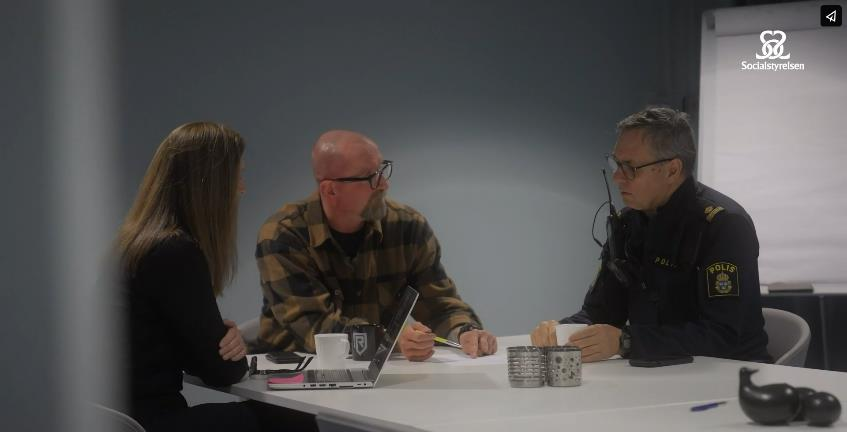 Socialstyrelsen
POLIS
POLIS
R